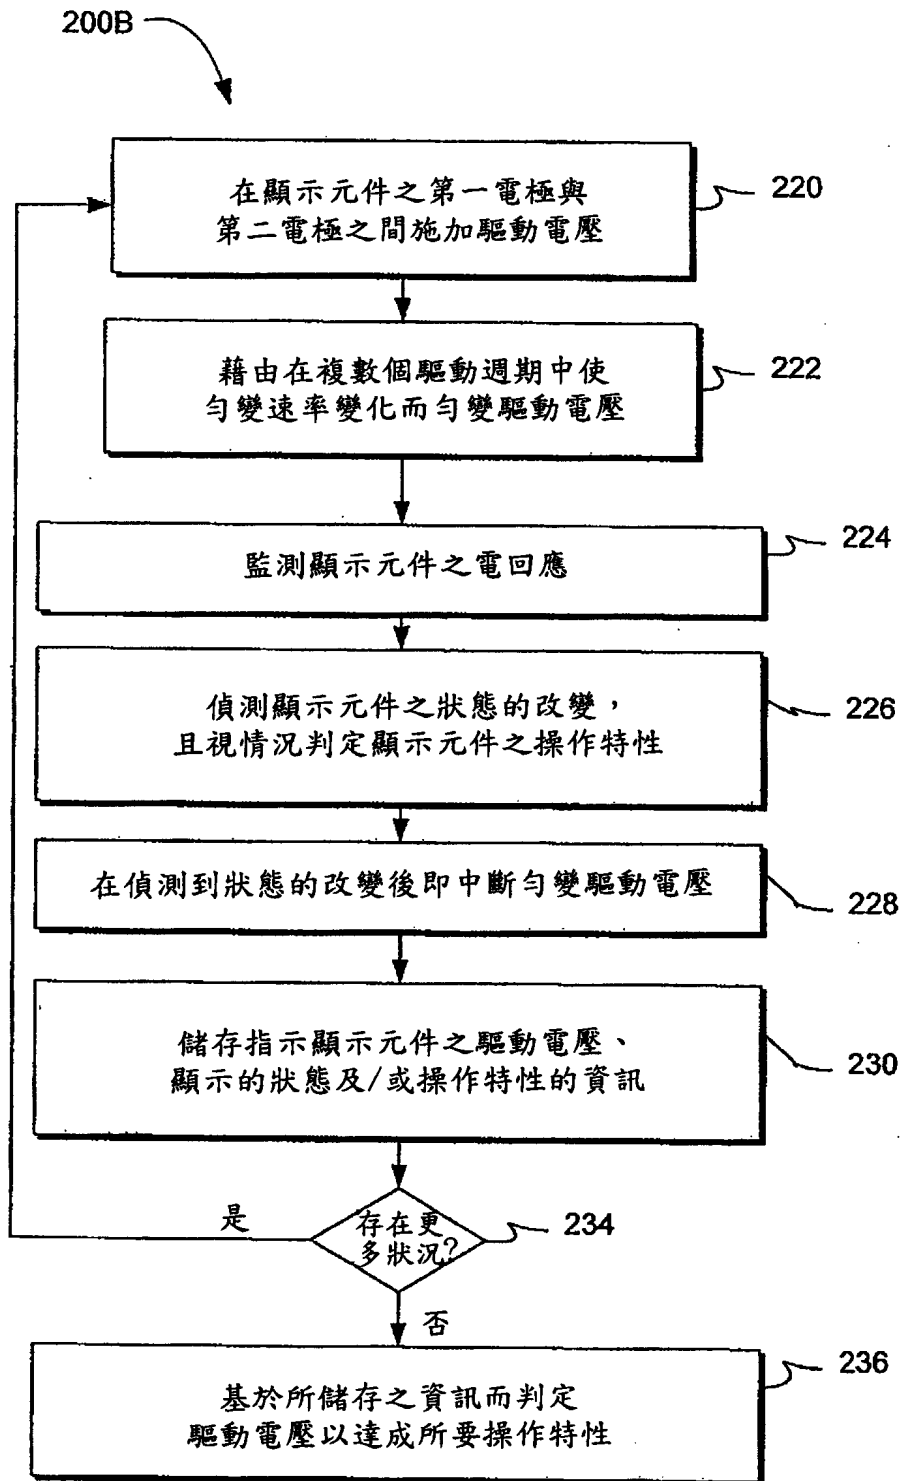 200B
在顯示元件之第一電極與
第二電極之間施加驅動電壓
220
藉由在複數個驅動週期中使
勻變速率變化而勻變驅動電壓
222
監測顯示元件之電回應
224
偵測顯示元件之狀態的改變，
且視情況判定顯示元件之操作特性
226
在偵測到狀態的改變後即中斷勻變驅動電壓
228
儲存指示顯示元件之驅動電壓、
顯示的狀態及/或操作特性的資訊
230
是
存在更
多狀況?
234
否
基於所儲存之資訊而判定
驅動電壓以達成所要操作特性
236